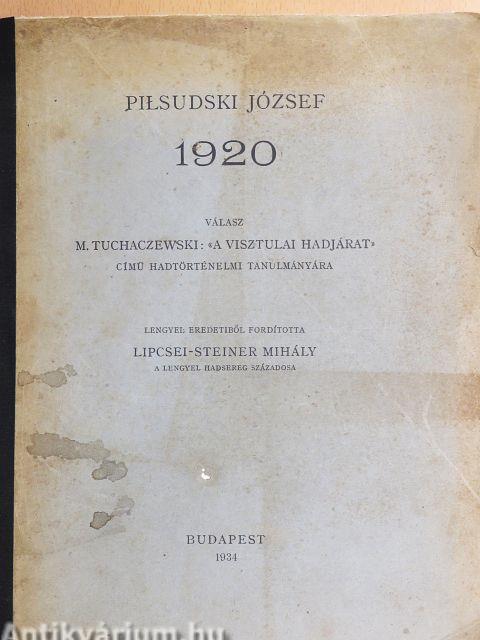 PIŁSUDSKI JÓZSEF
1920
VÁLASZ
M. TUCHACZEWSKI: «A VISZTULAI HADJÁRAT»
CÍMŰ HADTÖRTÉNELMI TANULMÁNYÁRA
LENGYEL EREDETIBŐL FORDÍTOTTA
LIPCSEI-STEINER MIHÁLY
A LENGYEL HADSEREG SZÁZADOSA
BUDAPEST
1934
Antikvárium.hu